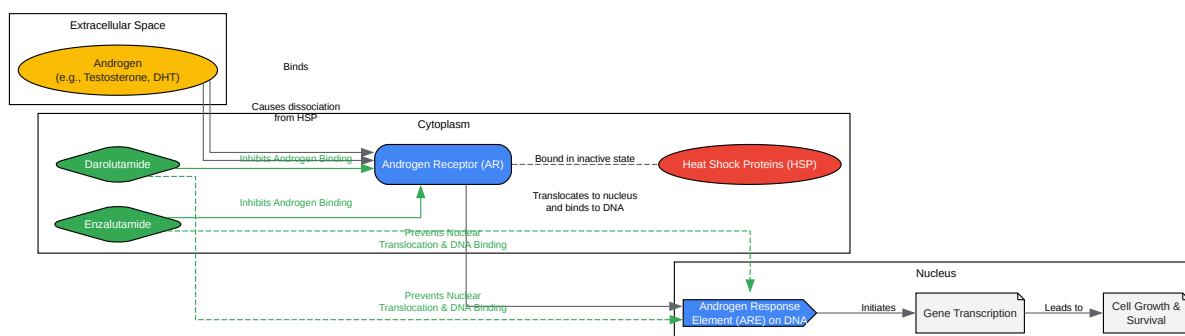 Extracellular Space
Androgen
(e.g., Testosterone, DHT)
Binds
Causes dissociation
from HSP
Cytoplasm
Darolutamide
Inhibits Androgen Binding
Androgen Receptor (AR)
Bound in inactive state
Heat Shock Proteins (HSP)
Translocates to nucleus
and binds to DNA
Enzalutamide
Inhibits Androgen Binding
Prevents Nuclear
Translocation & DNA Binding
Nucleus
Prevents Nuclear
Translocation & DNA Binding
Androgen Response
Element (ARE) on DNA
Initiates
Gene Transcription
Leads to
Cell Growth &
Survival